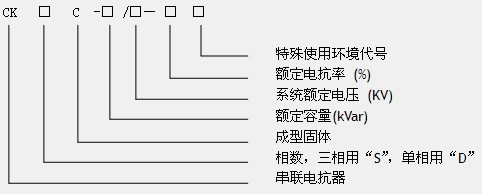 CK □ C -□/□— □ □
特殊使用环境代号
额定电抗率 (%)
系统额定电压 (KV)
额定容量(kVar)
成型固体
相数，三相用“S”，单相用“D”
串联电抗器